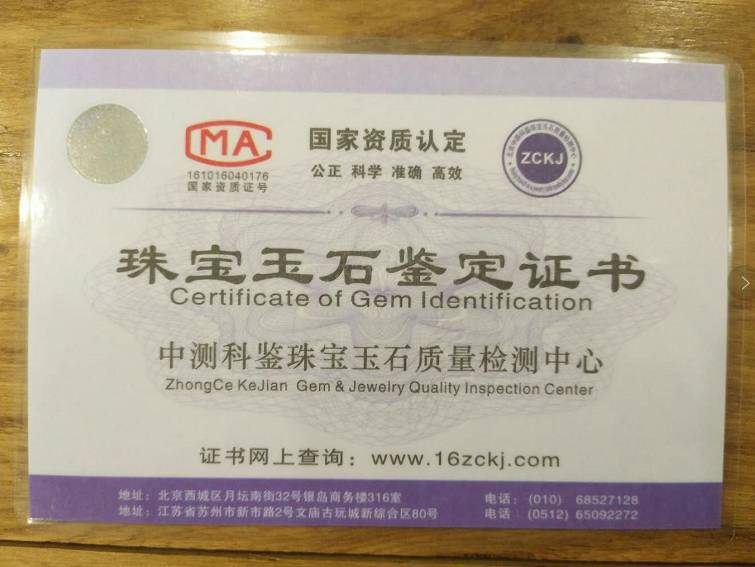 MA
161016040176
国家资质证号
国家资质认定
公正 科学 准确 高效
ZCKJ
珠宝玉石鉴定证书
Certificate of Gem Identification
中测科鉴珠宝玉石质量检测中心
ZhongCe KeJian Gem & Jewelry Quality Inspection Center
证书网上查询：www.16zckj.com
地址：北京西城区月坛南街32号银岛商务楼316室 电话：(010) 68527128
地址：江苏省苏州市新市路2号文庙古玩城新综合区80号 电话：(0512) 65092272